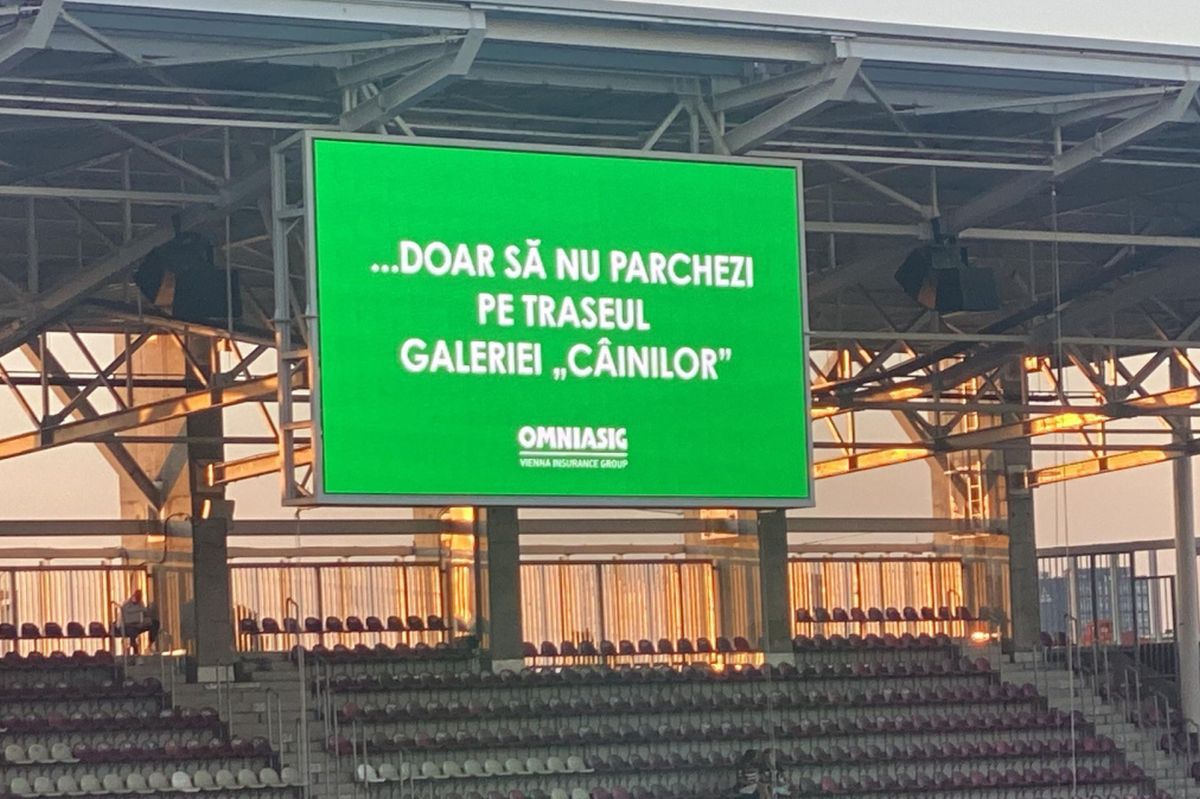 ...DOAR SĂ NU PARCHEZI
PE TRASEUL
GALERIEI „CÂINILOR”
OMNIASIG
VIENNA INSURANCE GROUP